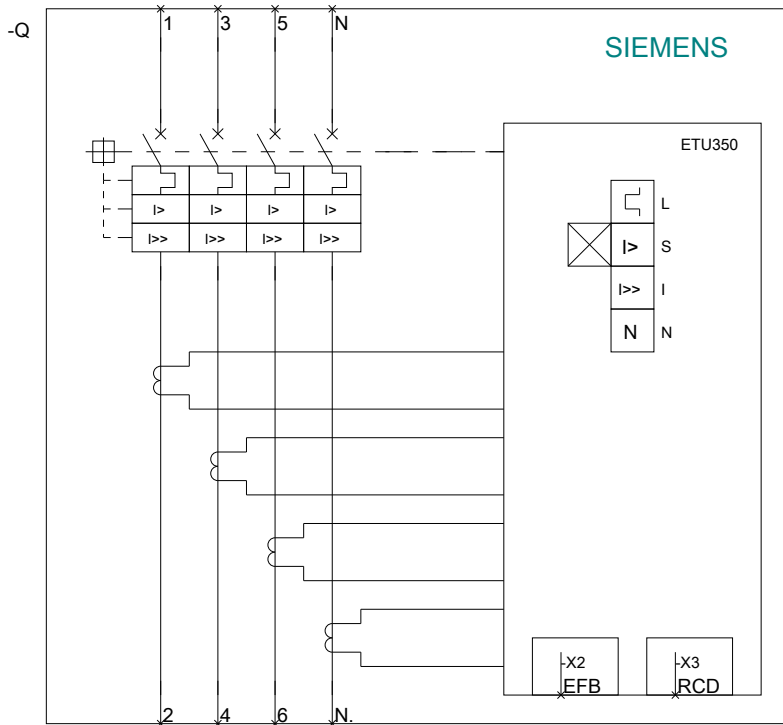 -Q
1 3 5 N
SIEMENS
ETU350
L
I> I> I> I>
I>> I>> I>> I>>
I> S
I>> I
N N
-X2 -X3
EFB RCD
2 4 6 N.